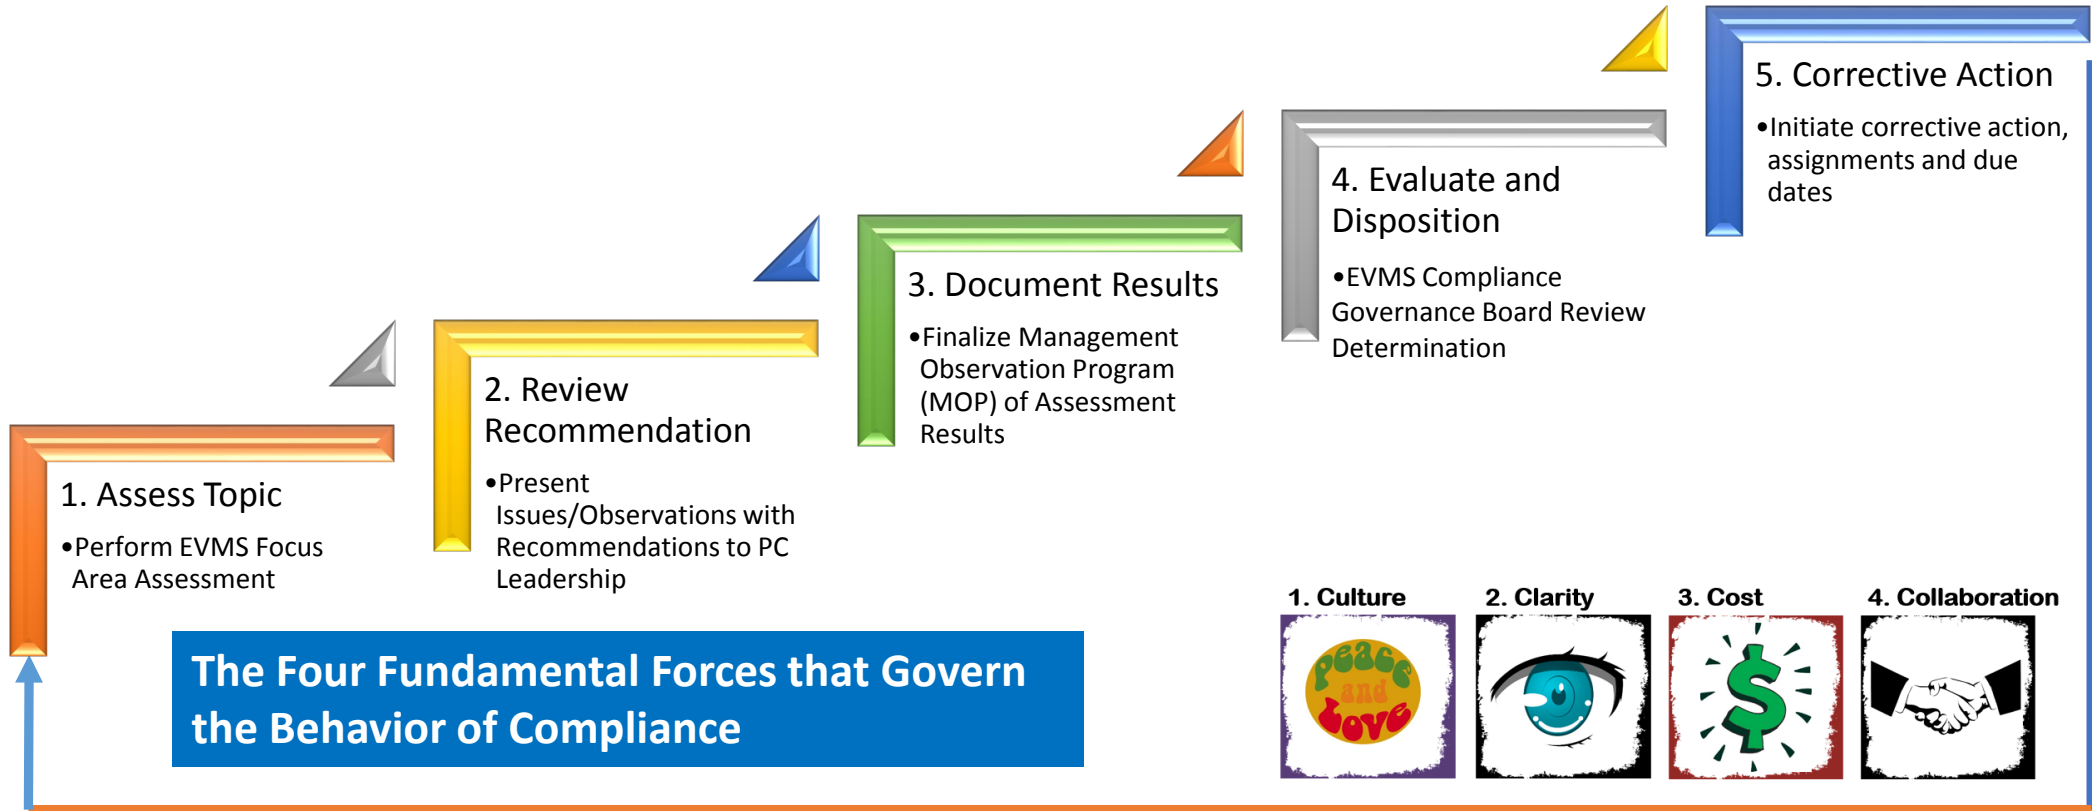 1. Assess Topic
•Perform EVMS Focus
Area Assessment
2. Review
Recommendation
•Present
Issues/Observations with
Recommendations to PC
Leadership
3. Document Results
•Finalize Management
Observation Program
(MOP) of Assessment
Results
4. Evaluate and
Disposition
•EVMS Compliance
Governance Board Review
Determination
5. Corrective Action
•Initiate corrective action,
assignments and due
dates
The Four Fundamental Forces that Govern
the Behavior of Compliance
1. Culture
Peace
and
Love
2. Clarity
3. Cost
$
4. Collaboration